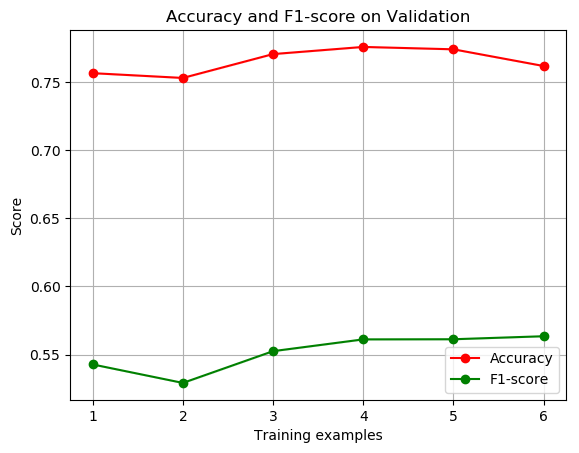 Accuracy and F1-score on Validation
0.75
0.70
0.65
0.60
0.55
Score
1 2 3 4 5 6
Training examples
Accuracy
F1-score